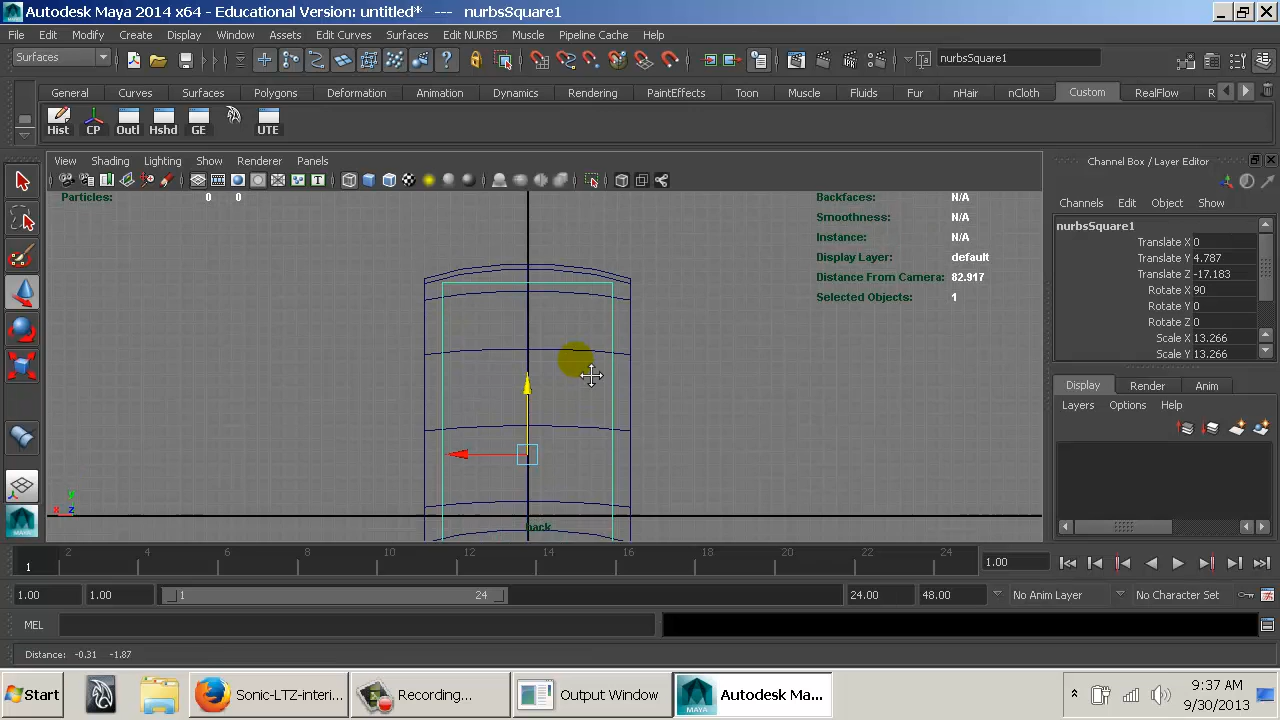 Autodesk Maya 2014 x64 - Educational Version: untitled*   ---   nurbsSquare1
File Edit Modify Create Display Window Assets Edit Curves Surfaces Edit NURBS Muscle Pipeline Cache Help
Surfaces nurbsSquare1
General Curves Surfaces Polygons Deformation Animation Dynamics Rendering PaintEffects Toon Muscle Fluids Fur nHair nCloth Custom RealFlow R
Hist CP Outl Hshd GE UTE
View Shading Lighting Show Renderer Panels
Channel Box / Layer Editor
Particles: 0 0
Backfaces: N/A
Smoothness: N/A
Instance: N/A
Display Layer: default
Distance From Camera: 82.917
Selected Objects: 1
Channels Edit Object Show
nurbsSquare1
Translate X 0
Translate Y 4.787
Translate Z -17.183
Rotate X 90
Rotate Y 0
Rotate Z 0
Scale X 13.266
Scale Y 13.266
Display Render Anim
Layers Options Help
y
x z
back
2 4 6 8 10 12 14 16 18 20 22 24
1 1.00
1.00 1.00 1 24 24.00 48.00 No Anim Layer No Character Set
MEL
Distance: -0.31 -1.87
Start Sonic-LTZ-interi... Recording... Output Window Autodesk Ma...
9:37 AM
9/30/2013